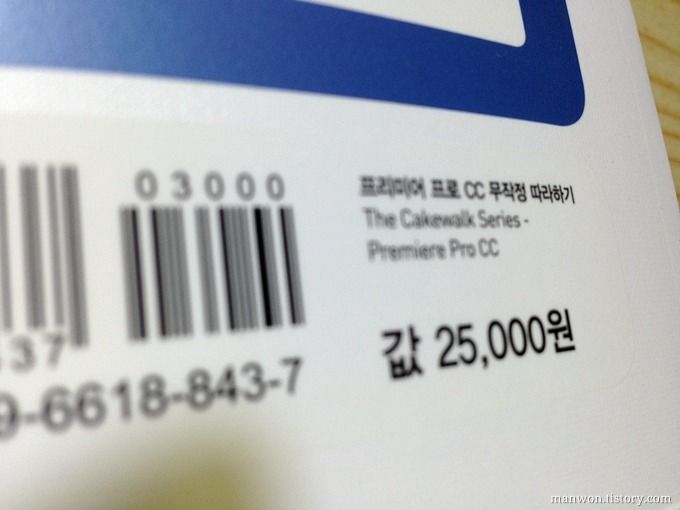 03000
프리미어 프로 CC 무작정 따라하기
The Cakewalk Series -
Premiere Pro CC
값 25,000원
437
9-6618-843-7
manwon.tistory.com